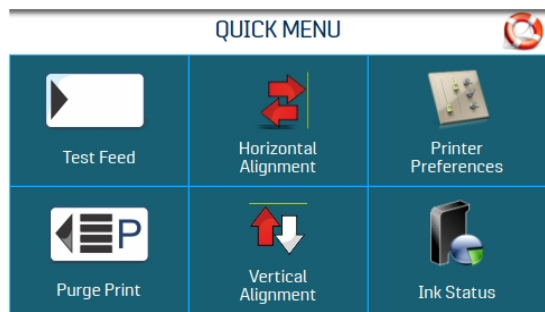 QUICK MENU
Test Feed
Horizontal
Alignment
Printer
Preferences
P
Purge Print
Vertical
Alignment
Ink Status